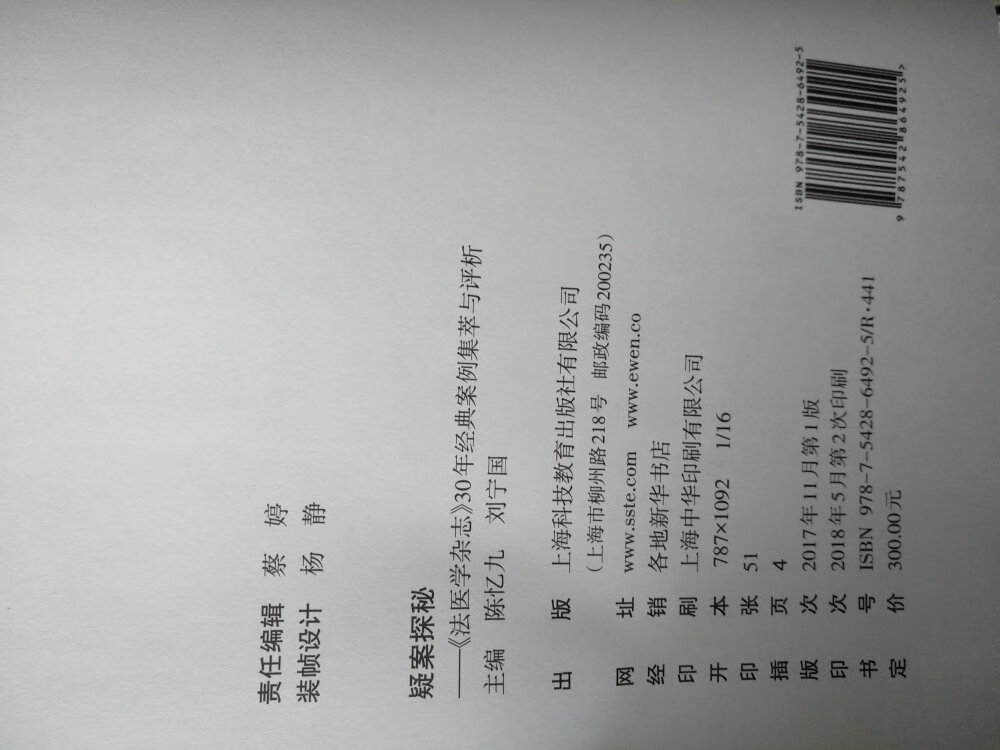 责任编辑 蔡 婷
装帧设计 杨 静
疑案探秘
——《法医学杂志》30年经典案例集萃与评析
主编 陈忆九 刘宁国
出 版 上海科技教育出版社有限公司
（上海市柳州路218号 邮政编码200235）
网 址 www.sste.com www.ewen.co
经 销 各地新华书店
印 刷 上海中华印刷有限公司
开 本 787×1092 1/16
印 张 51
插 页 4
版 次 2017年11月第1版
印 次 2018年5月第2次印刷
书 号 ISBN 978-7-5428-6492-5/R·441
定 价 300.00元
ISBN 978-7-5428-6492-5
9 787542 864925 >